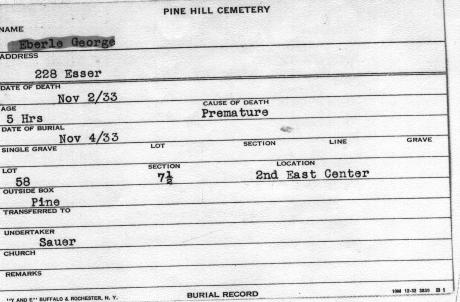 PINE HILL CEMETERY
NAME
Eberle George
ADDRESS
228 Esser
DATE OF DEATH
Nov 2/33
AGE CAUSE OF DEATH
5 Hrs Premature
DATE OF BURIAL
Nov 4/33
SINGLE GRAVE LOT SECTION LINE GRAVE
LOT SECTION LOCATION
58 7½ 2nd East Center
OUTSIDE BOX
Pine
TRANSFERRED TO
UNDERTAKER
Sauer
CHURCH
REMARKS
"Y AND E" BUFFALO & ROCHESTER, N. Y. BURIAL RECORD